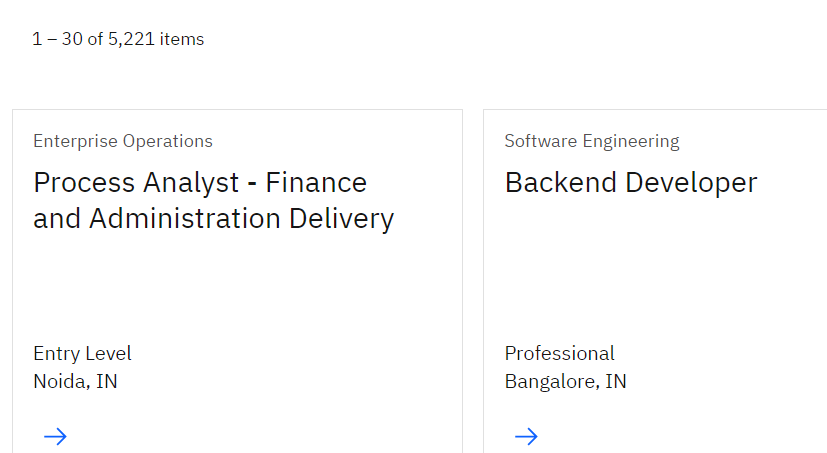 1 – 30 of 5,221 items
Enterprise Operations
Process Analyst - Finance
and Administration Delivery
Entry Level
Noida, IN
Software Engineering
Backend Developer
Professional
Bangalore, IN